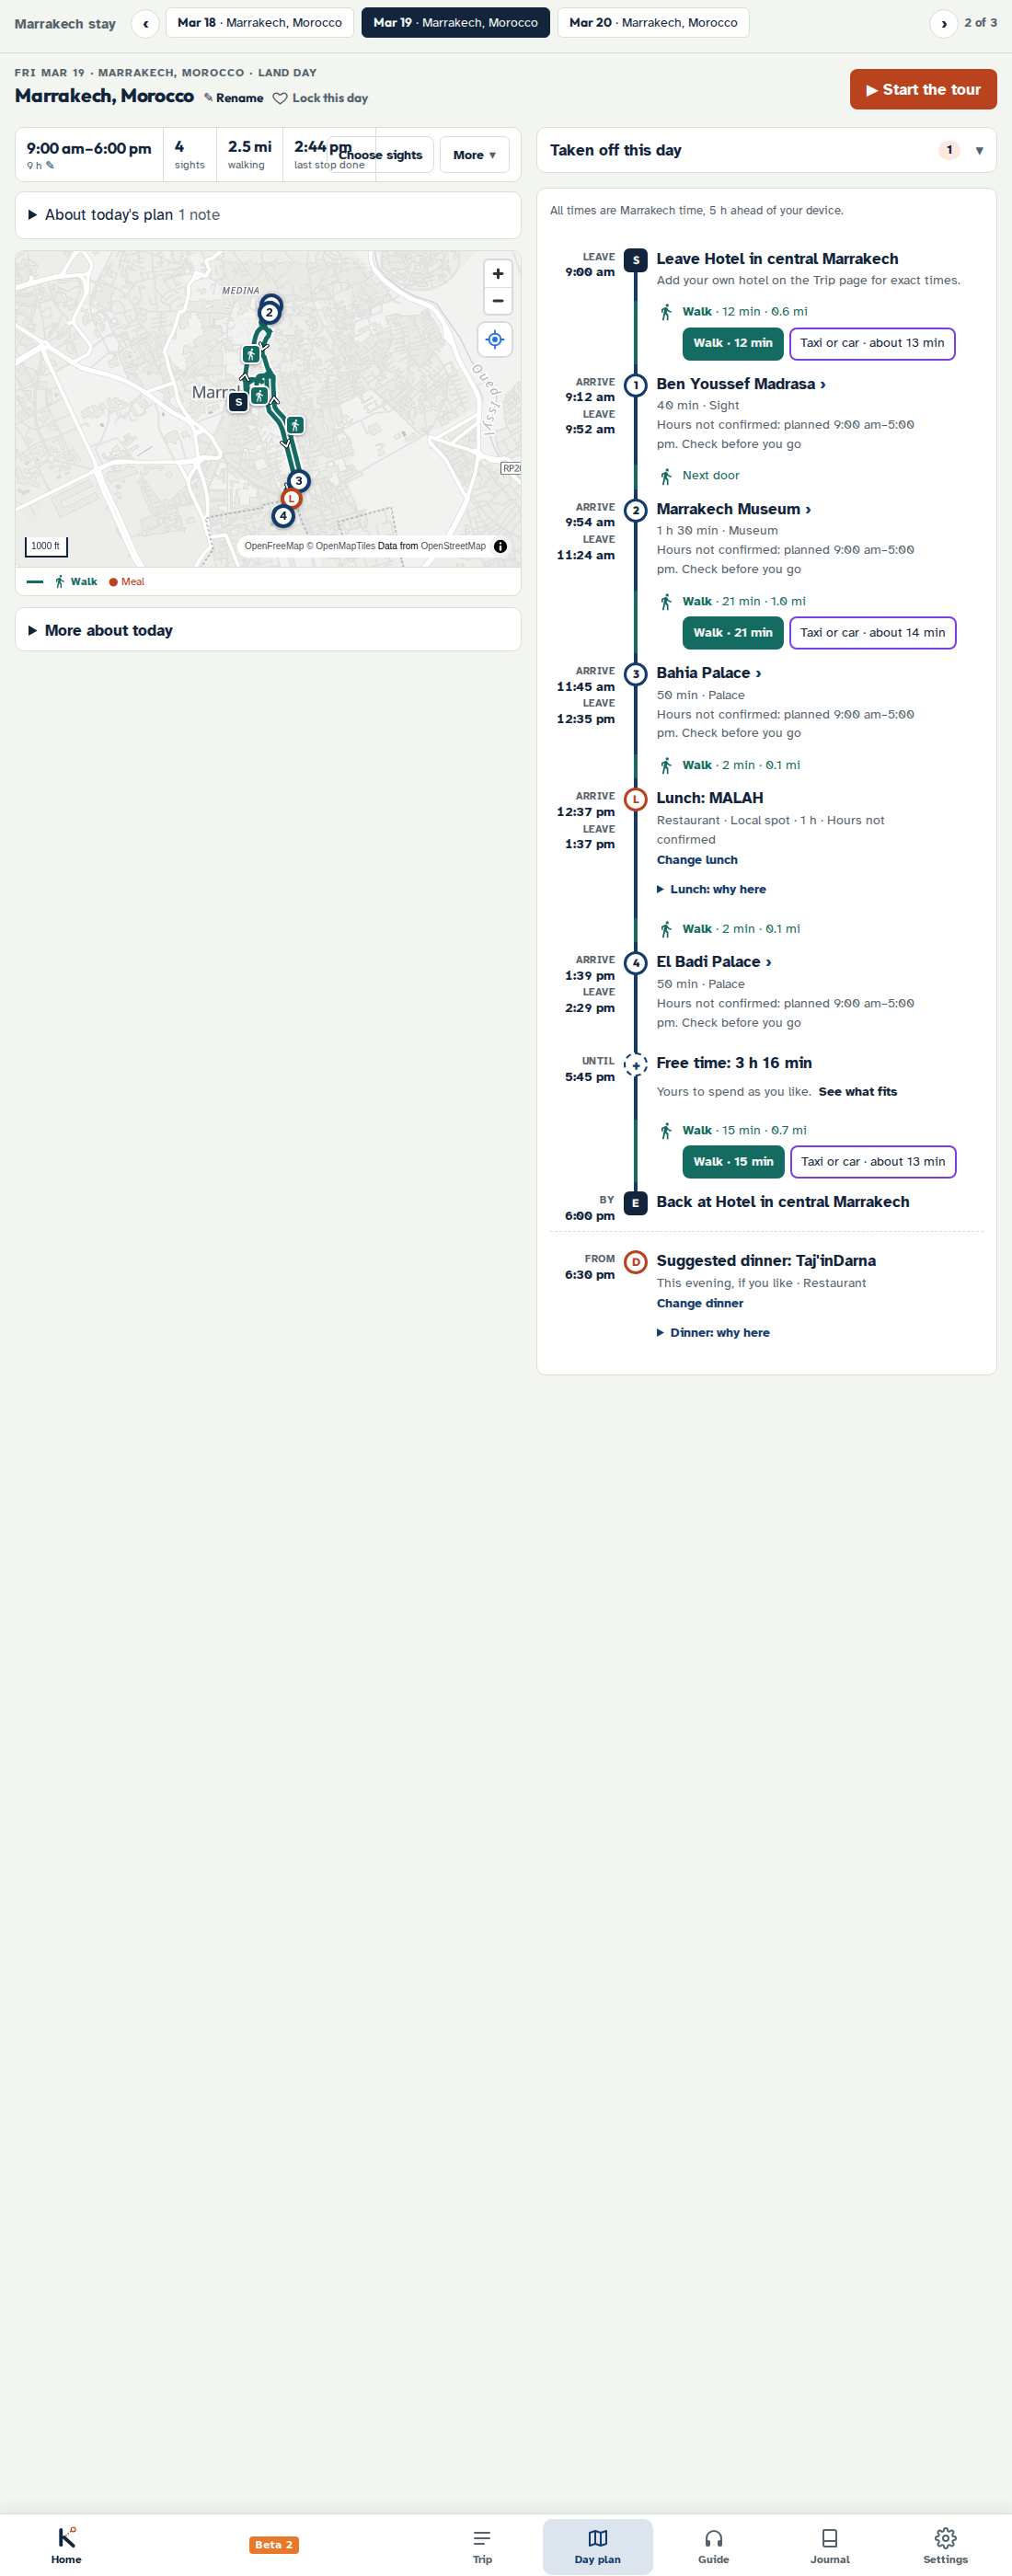 Marrakech stay
‹
Mar 18 · Marrakech, Morocco
Mar 19 · Marrakech, Morocco
Mar 20 · Marrakech, Morocco
›
2 of 3
FRI MAR 19 · MARRAKECH, MOROCCO · LAND DAY
Marrakech, Morocco
✎ Rename
Lock this day
▶ Start the tour
9:00 am–6:00 pm
9 h ✎
4
sights
2.5 mi
walking
2:44 pm
last stop done
Choose sights
More ▾
▶ About today's plan 1 note
MEDINA
2
Marra
S
3
L
4
Oued Issyl
RP20
+
−
1000 ft
OpenFreeMap © OpenMapTiles Data from OpenStreetMap
Walk
Meal
▶ More about today
Taken off this day
1
▾
All times are Marrakech time, 5 h ahead of your device.
LEAVE
9:00 am
S
Leave Hotel in central Marrakech
Add your own hotel on the Trip page for exact times.
Walk · 12 min · 0.6 mi
Walk · 12 min
Taxi or car · about 13 min
ARRIVE
9:12 am
LEAVE
9:52 am
1
Ben Youssef Madrasa ›
40 min · Sight
Hours not confirmed: planned 9:00 am–5:00
pm. Check before you go
Next door
ARRIVE
9:54 am
LEAVE
11:24 am
2
Marrakech Museum ›
1 h 30 min · Museum
Hours not confirmed: planned 9:00 am–5:00
pm. Check before you go
Walk · 21 min · 1.0 mi
Walk · 21 min
Taxi or car · about 14 min
ARRIVE
11:45 am
LEAVE
12:35 pm
3
Bahia Palace ›
50 min · Palace
Hours not confirmed: planned 9:00 am–5:00
pm. Check before you go
Walk · 2 min · 0.1 mi
ARRIVE
12:37 pm
LEAVE
1:37 pm
L
Lunch: MALAH
Restaurant · Local spot · 1 h · Hours not
confirmed
Change lunch
▶ Lunch: why here
Walk · 2 min · 0.1 mi
ARRIVE
1:39 pm
LEAVE
2:29 pm
4
El Badi Palace ›
50 min · Palace
Hours not confirmed: planned 9:00 am–5:00
pm. Check before you go
UNTIL
5:45 pm
+
Free time: 3 h 16 min
Yours to spend as you like. See what fits
Walk · 15 min · 0.7 mi
Walk · 15 min
Taxi or car · about 13 min
BY
6:00 pm
E
Back at Hotel in central Marrakech
FROM
6:30 pm
D
Suggested dinner: Taj'inDarna
This evening, if you like · Restaurant
Change dinner
▶ Dinner: why here
Home
Beta 2
Trip
Day plan
Guide
Journal
Settings